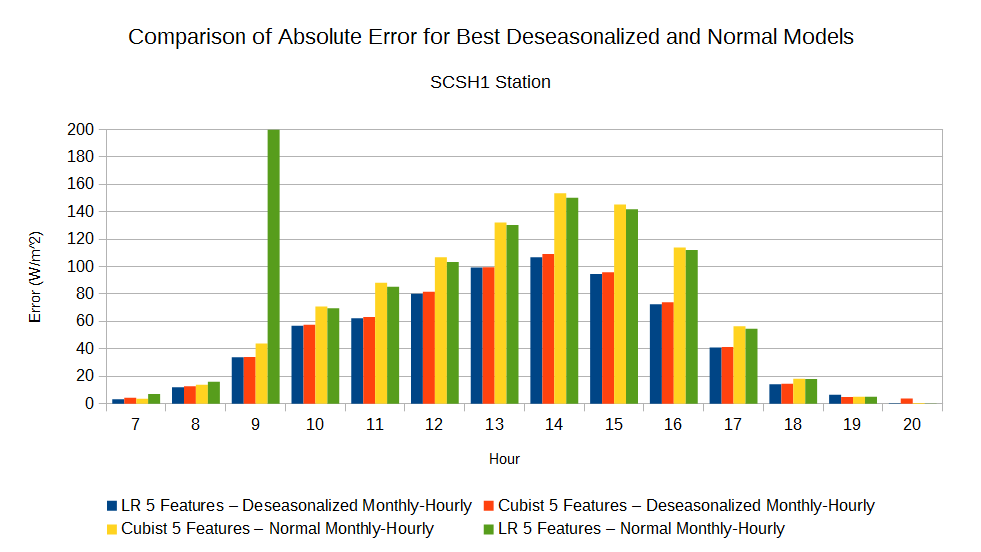 Comparison of Absolute Error for Best Deseasonalized and Normal Models
SCSH1 Station
200
180
160
140
120
100
80
60
40
20
0
Error (W/m^2)
7 8 9 10 11 12 13 14 15 16 17 18 19 20
Hour
LR 5 Features – Deseasonalized Monthly-Hourly Cubist 5 Features – Deseasonalized Monthly-Hourly
Cubist 5 Features – Normal Monthly-Hourly LR 5 Features – Normal Monthly-Hourly